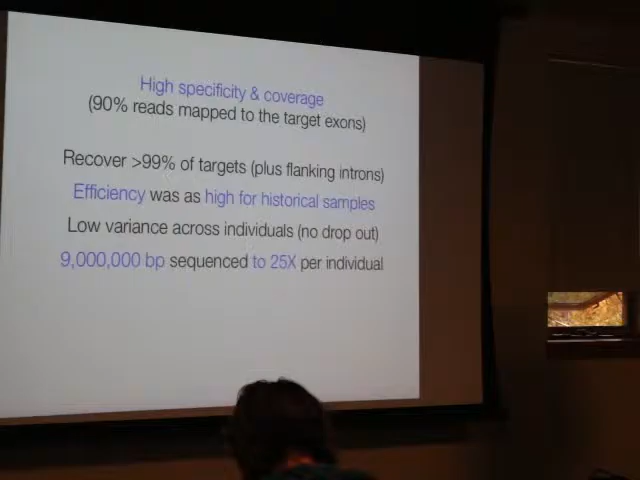 High specificity & coverage
(90% reads mapped to the target exons)
Recover >99% of targets (plus flanking introns)
Efficiency was as high for historical samples
Low variance across individuals (no drop out)
9,000,000 bp sequenced to 25X per individual